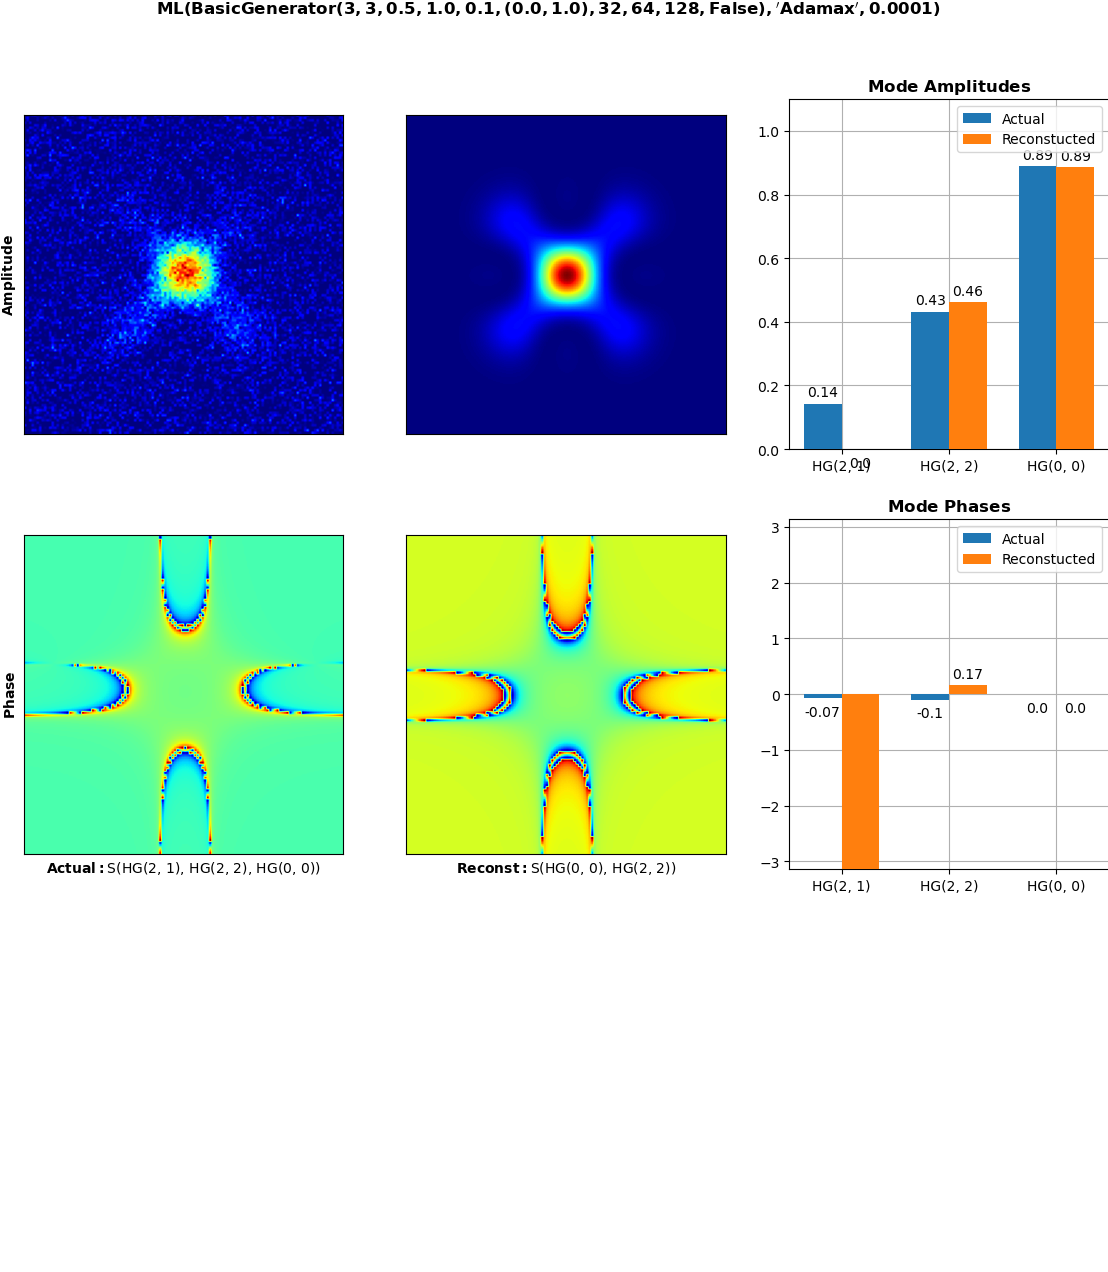 ML(BasicGenerator(3, 3, 0.5, 1.0, 0.1, (0.0, 1.0), 32, 64, 128, False), ′Adamax′, 0.0001)
Amplitude
Mode Amplitudes
Actual
Reconstucted
1.0
0.8
0.6
0.4
0.2
0.0
0.14
0.0
0.43
0.46
0.89
0.89
HG(2, 1)
HG(2, 2)
HG(0, 0)
Phase
Actual: S(HG(2, 1), HG(2, 2), HG(0, 0))
Reconst: S(HG(0, 0), HG(2, 2))
Mode Phases
Actual
Reconstucted
3
2
1
0
−1
−2
−3
-0.07
-0.1
0.17
0.0
0.0
HG(2, 1)
HG(2, 2)
HG(0, 0)